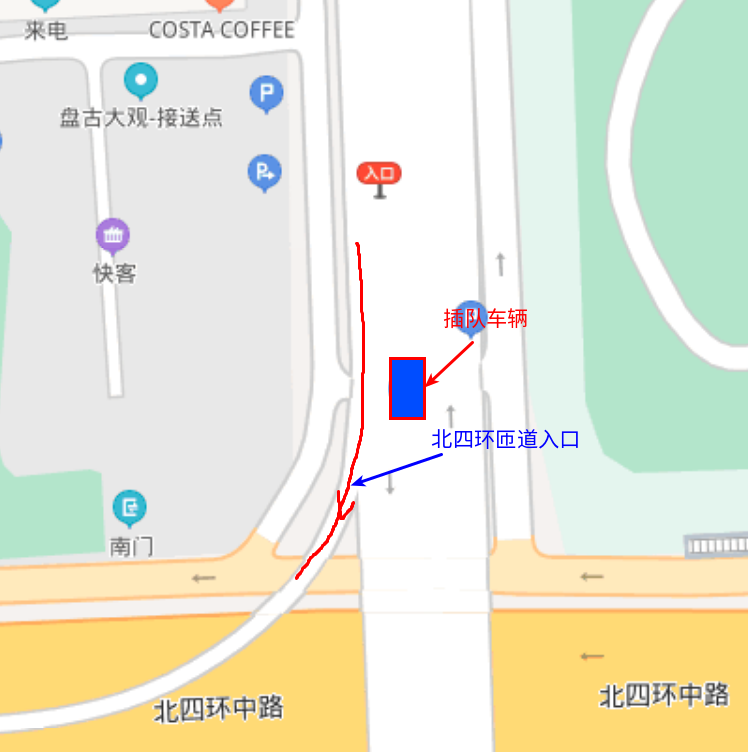 来电
COSTA COFFEE
P
盘古大观-接送点
P
入口
快客
插队车辆
北四环匝道入口
南门
北四环中路
北四环中路